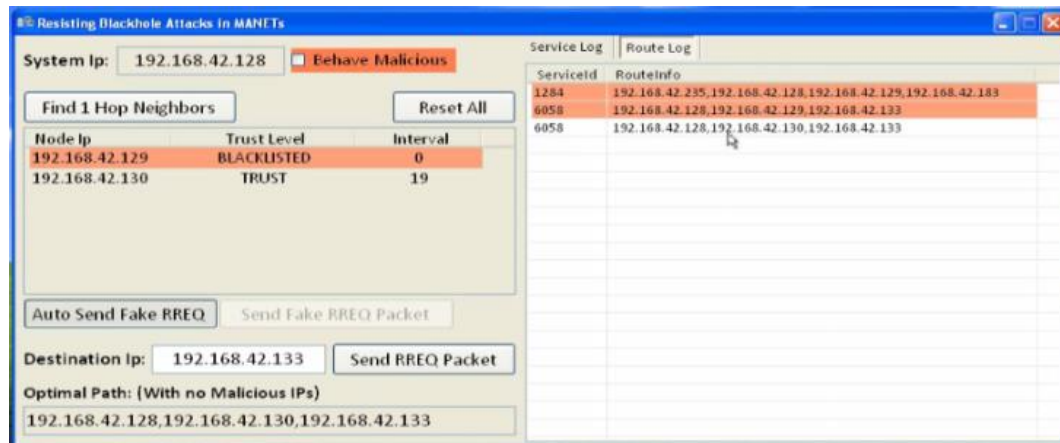 Resisting Blackhole Attacks in MANETs
System Ip: 192.168.42.128 Behave Malicious
Find 1 Hop Neighbors Reset All
Node Ip Trust Level Interval
192.168.42.129 BLACKLISTED 0
192.168.42.130 TRUST 19
Auto Send Fake RREQ Send Fake RREQ Packet
Destination Ip: 192.168.42.133 Send RREQ Packet
Optimal Path: (With no Malicious IPs)
192.168.42.128,192.168.42.130,192.168.42.133
Service Log Route Log
ServiceId RouteInfo
1284 192.168.42.235,192.168.42.128,192.168.42.129,192.168.42.183
6058 192.168.42.128,192.168.42.129,192.168.42.133
6058 192.168.42.128,192.168.42.130,192.168.42.133